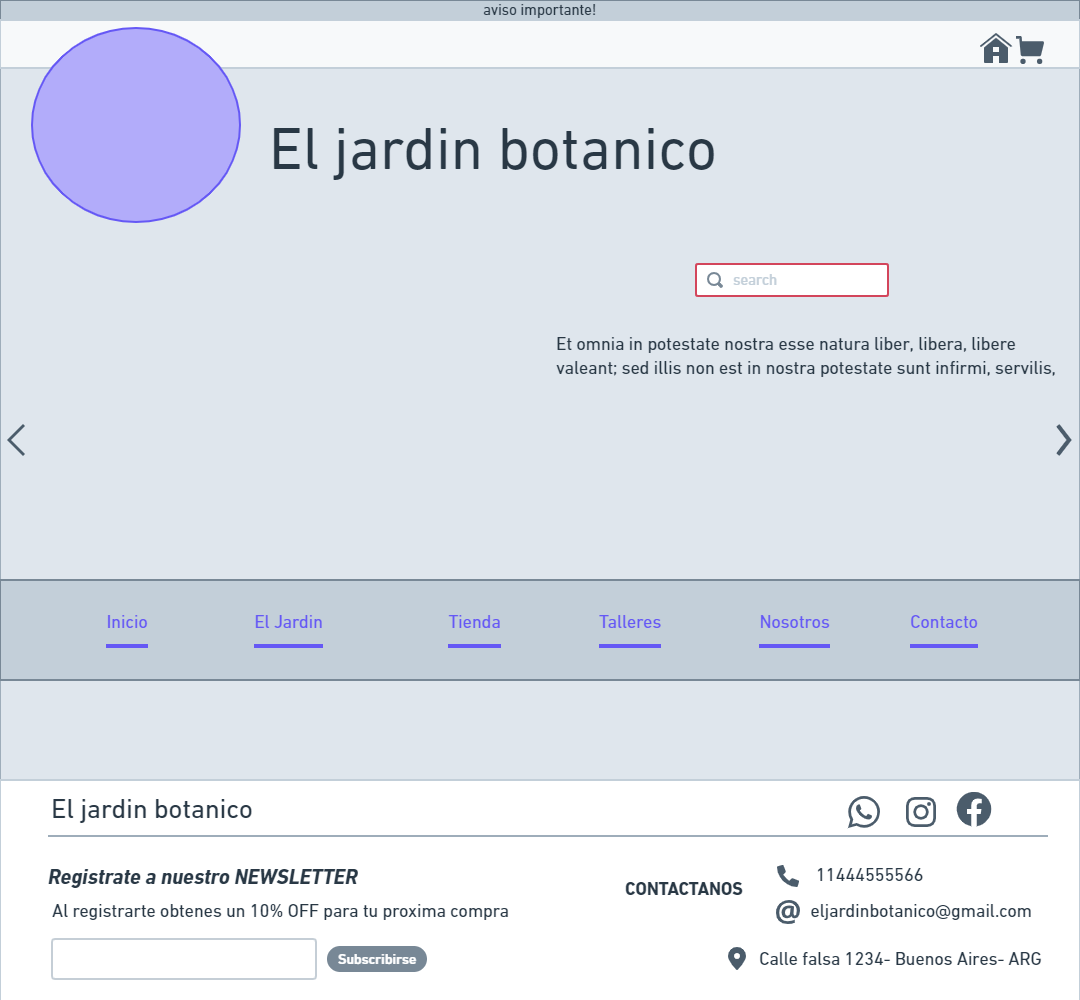 aviso importante!
El jardin botanico
search
Et omnia in potestate nostra esse natura liber, libera, libere
valeant; sed illis non est in nostra potestate sunt infirmi, servilis,
Inicio
El Jardin
Tienda
Talleres
Nosotros
Contacto
El jardin botanico
Registrate a nuestro NEWSLETTER
Al registrarte obtenes un 10% OFF para tu proxima compra
Subscribirse
CONTACTANOS
11444555566
eljardinbotanico@gmail.com
Calle falsa 1234- Buenos Aires- ARG